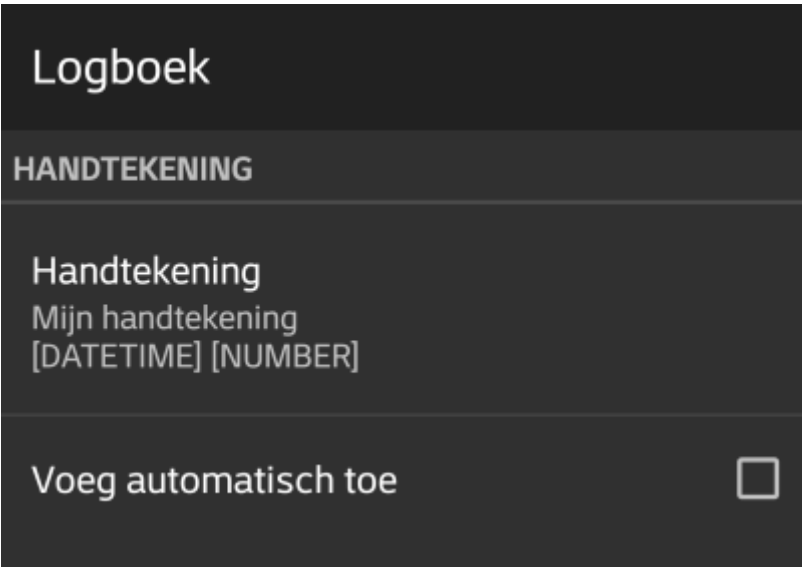 Logboek
HANDTEKENING
Handtekening
Mijn handtekening
[DATETIME] [NUMBER]
Voeg automatisch toe